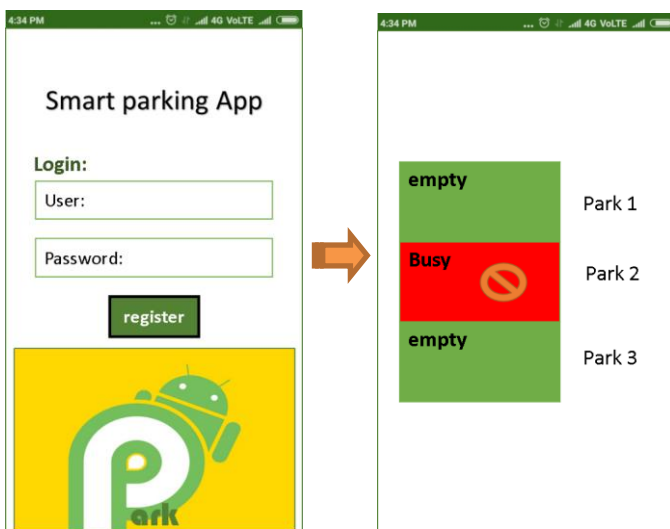 4:34 PM ... 4G VoLTE
Smart parking App
Login:
User:
Password:
register
Park
4:34 PM ... 4G VoLTE
empty
Park 1
Busy
Park 2
empty
Park 3